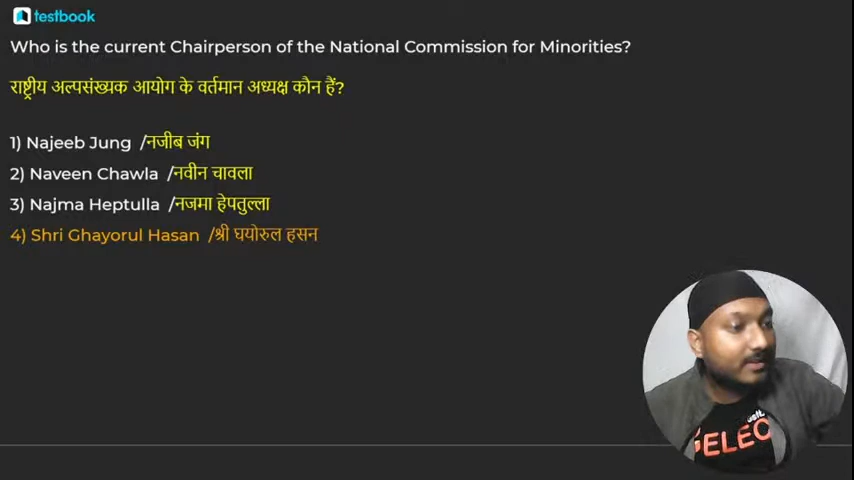 testbook
Who is the current Chairperson of the National Commission for Minorities?
राष्ट्रीय अल्पसंख्यक आयोग के वर्तमान अध्यक्ष कौन हैं?
1) Najeeb Jung /नजीब जंग
2) Naveen Chawla /नवीन चावला
3) Najma Heptulla /नजमा हेपतुल्ला
4) Shri Ghayorul Hasan /श्री घयोरुल हसन